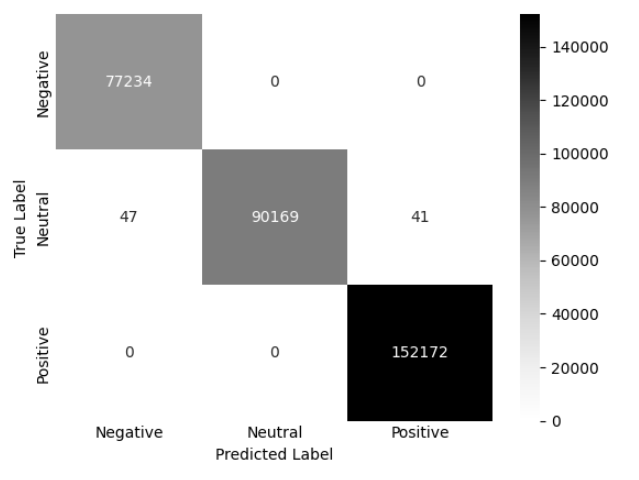 Negative
77234 0 0
True Label
Neutral
47 90169 41
Positive
0 0 152172
Negative Neutral Positive
Predicted Label
140000
120000
100000
80000
60000
40000
20000
0